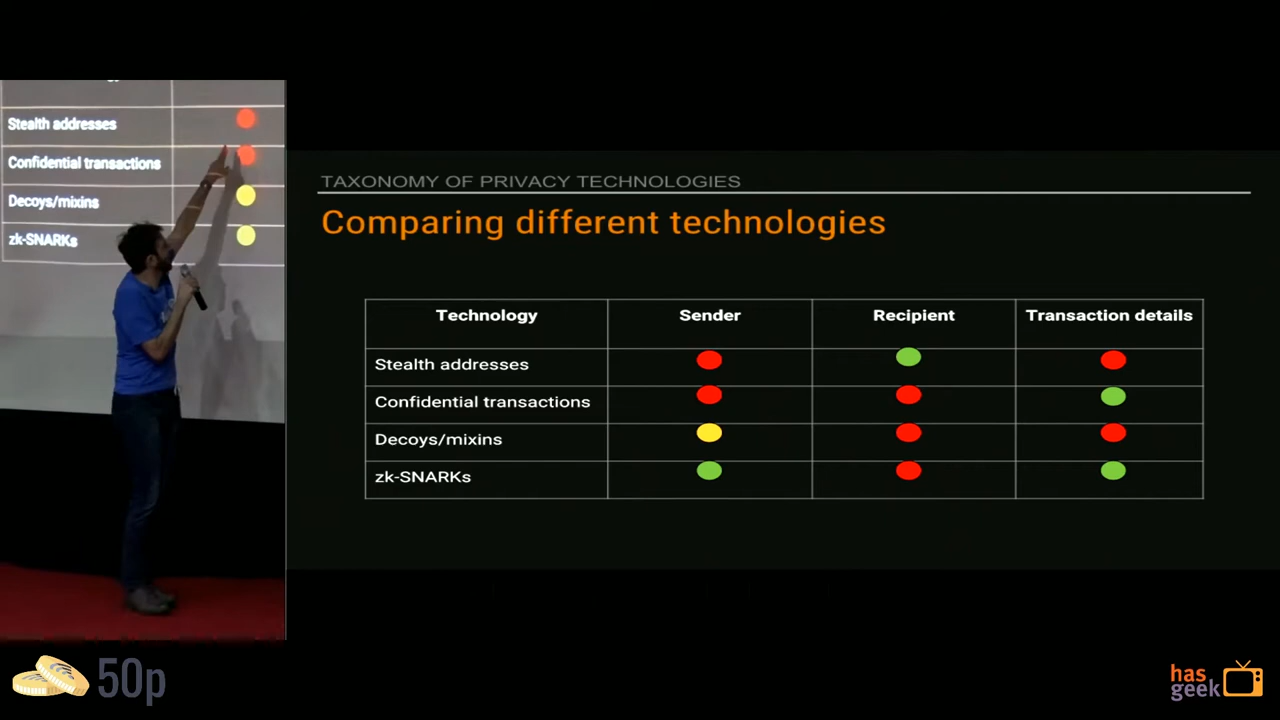 Stealth addresses
Confidential transactions
Decoys/mixins
zk-SNARKs
TAXONOMY OF PRIVACY TECHNOLOGIES
Comparing different technologies
Technology Sender Recipient Transaction details
Stealth addresses
Confidential transactions
Decoys/mixins
zk-SNARKs
50p
has
geek